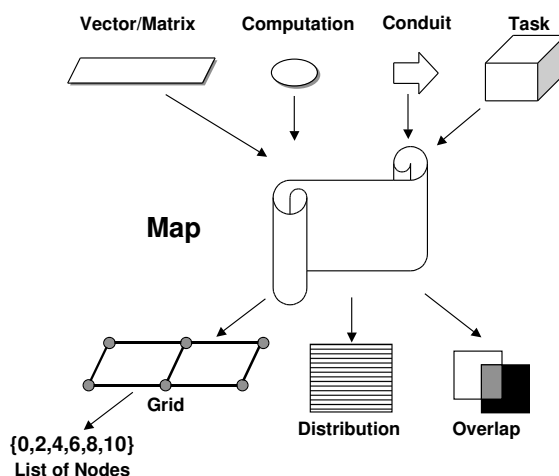 Vector/Matrix
Computation
Conduit
Task
Map
Grid
Distribution
Overlap
{0,2,4,6,8,10}
List of Nodes